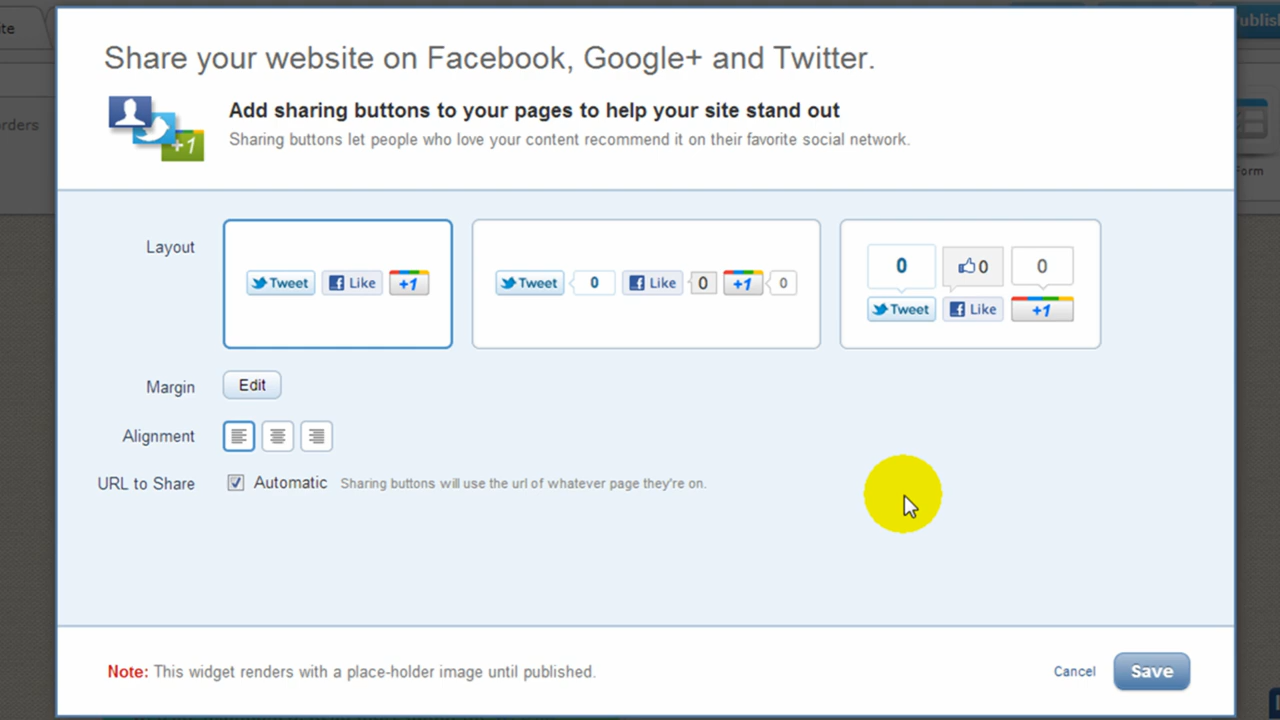 Share your website on Facebook, Google+ and Twitter.
Add sharing buttons to your pages to help your site stand out
Sharing buttons let people who love your content recommend it on their favorite social network.
+1
Layout
Tweet Like +1
Tweet 0 Like 0 +1 0
0 0 0
Tweet Like +1
Margin Edit
Alignment
URL to Share Automatic Sharing buttons will use the url of whatever page they're on.
Note: This widget renders with a place-holder image until published.
Cancel Save
Form